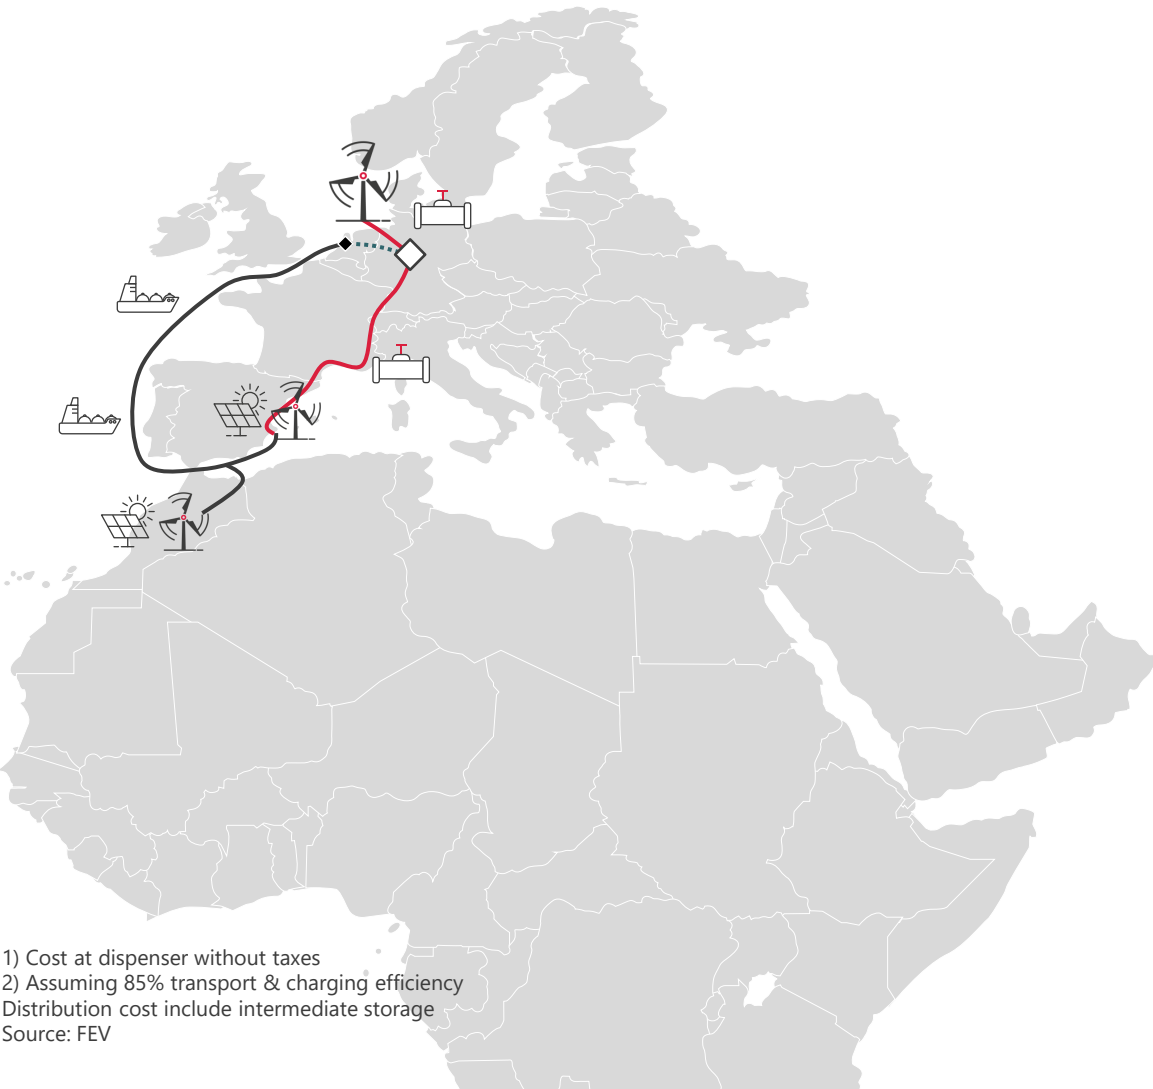 1) Cost at dispenser without taxes
2) Assuming 85% transport & charging efficiency
Distribution cost include intermediate storage
Source: FEV